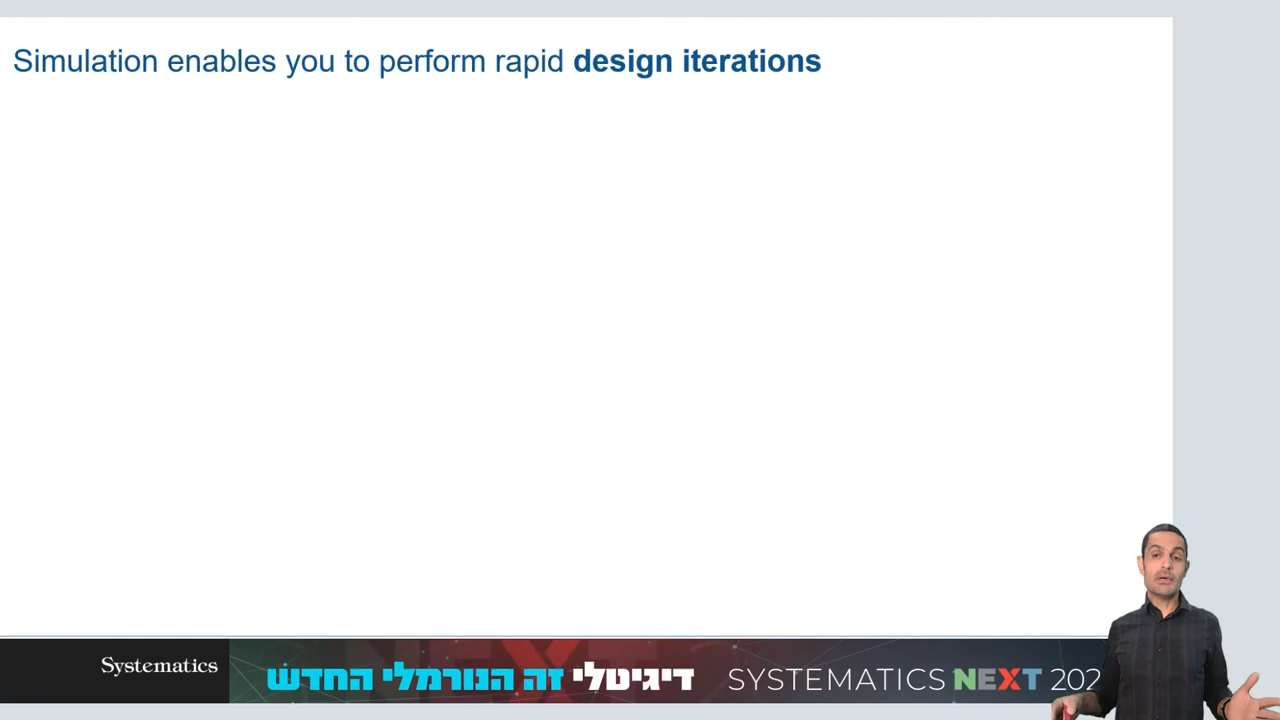 Simulation enables you to perform rapid design iterations
Systematics
דיגיטלי זה הנורמלי החדש
SYSTEMATICS NEXT 202